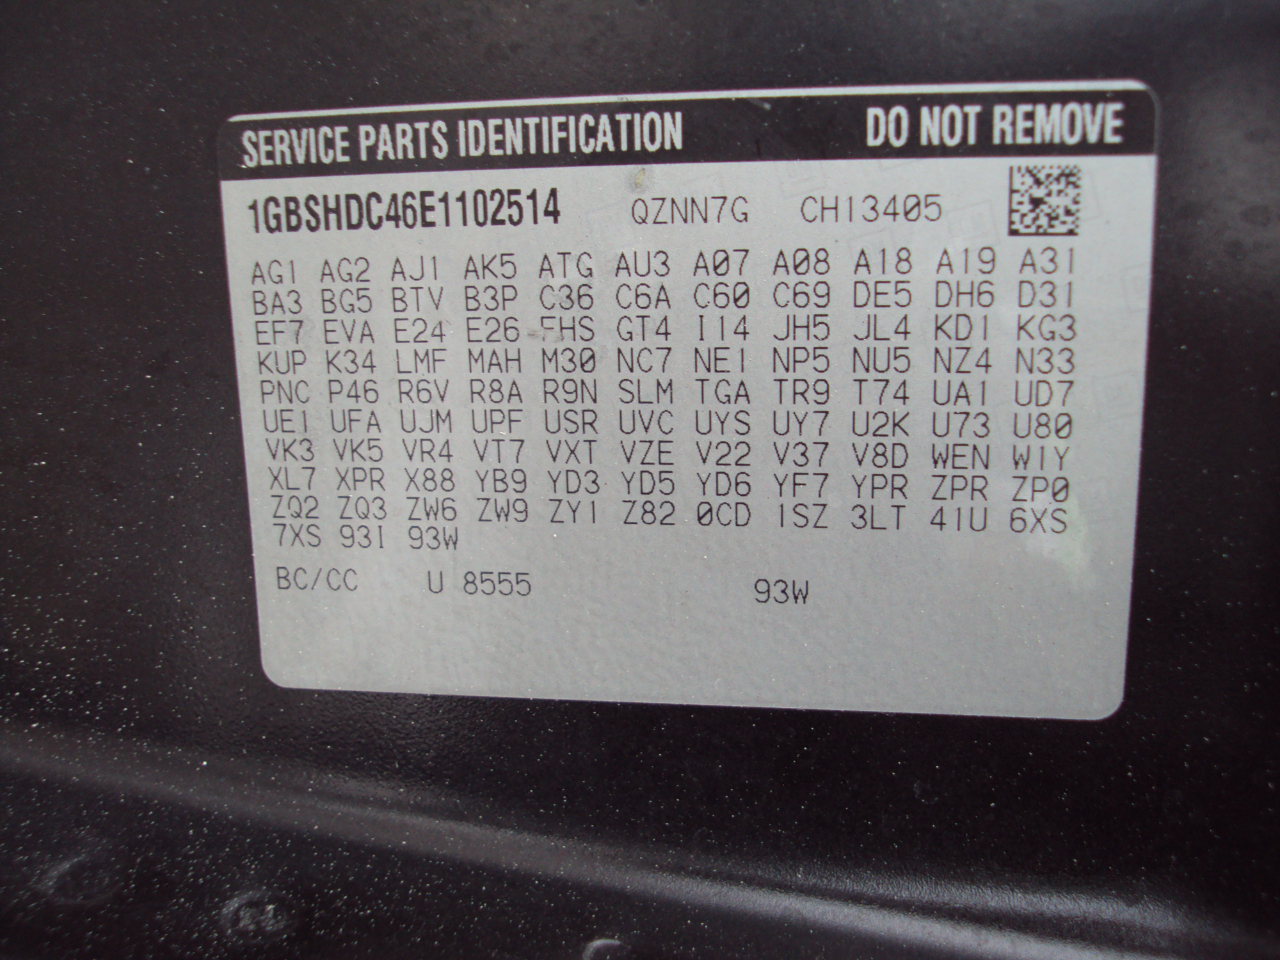 SERVICE PARTS IDENTIFICATION DO NOT REMOVE
1GBSHDC46E1102514 QZNN7G CH13405
AG1 AG2 AJ1 AK5 ATG AU3 A07 A08 A18 A19 A31
BA3 BG5 BTV B3P C36 C6A C60 C69 DE5 DH6 D31
EF7 EVA E24 E26 FHS GT4 I14 JH5 JL4 KD1 KG3
KUP K34 LMF MAH M30 NC7 NE1 NP5 NU5 NZ4 N33
PNC P46 R6V R8A R9N SLM TGA TR9 T74 UA1 UD7
UE1 UFA UJM UPF USR UVC UYS UY7 U2K U73 U80
VK3 VK5 VR4 VT7 VXT VZE V22 V37 V8D WEN W1Y
XL7 XPR X88 YB9 YD3 YD5 YD6 YF7 YPR ZPR ZP0
ZQ2 ZQ3 ZW6 ZW9 ZY1 Z82 0CD 1SZ 3LT 41U 6XS
7XS 93I 93W
BC/CC U 8555 93W